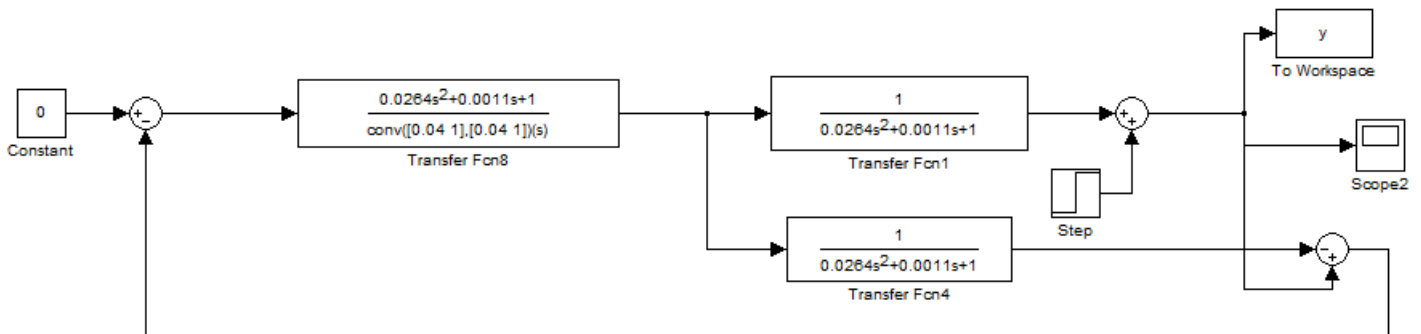 y
To Workspace
0
Constant
+
−
0.0264s²+0.0011s+1
conv([0.04 1],[0.04 1])(s)
Transfer Fcn8
1
0.0264s²+0.0011s+1
Transfer Fcn1
+
+
Scope2
Step
1
0.0264s²+0.0011s+1
Transfer Fcn4
−
+